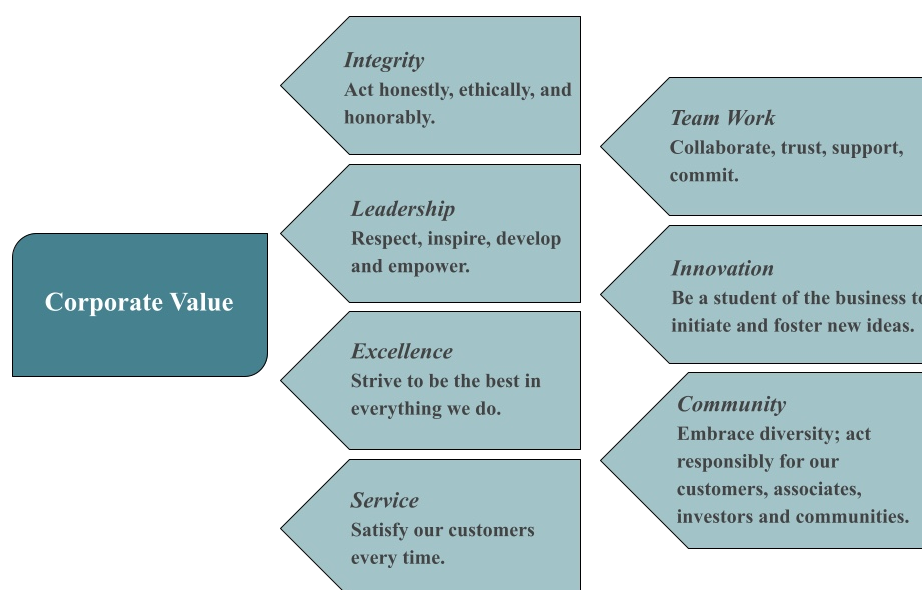 Corporate Value
Integrity
Act honestly, ethically, and
honorably.
Leadership
Respect, inspire, develop
and empower.
Excellence
Strive to be the best in
everything we do.
Service
Satisfy our customers
every time.
Team Work
Collaborate, trust, support,
commit.
Innovation
Be a student of the business to
initiate and foster new ideas.
Community
Embrace diversity; act
responsibly for our
customers, associates,
investors and communities.